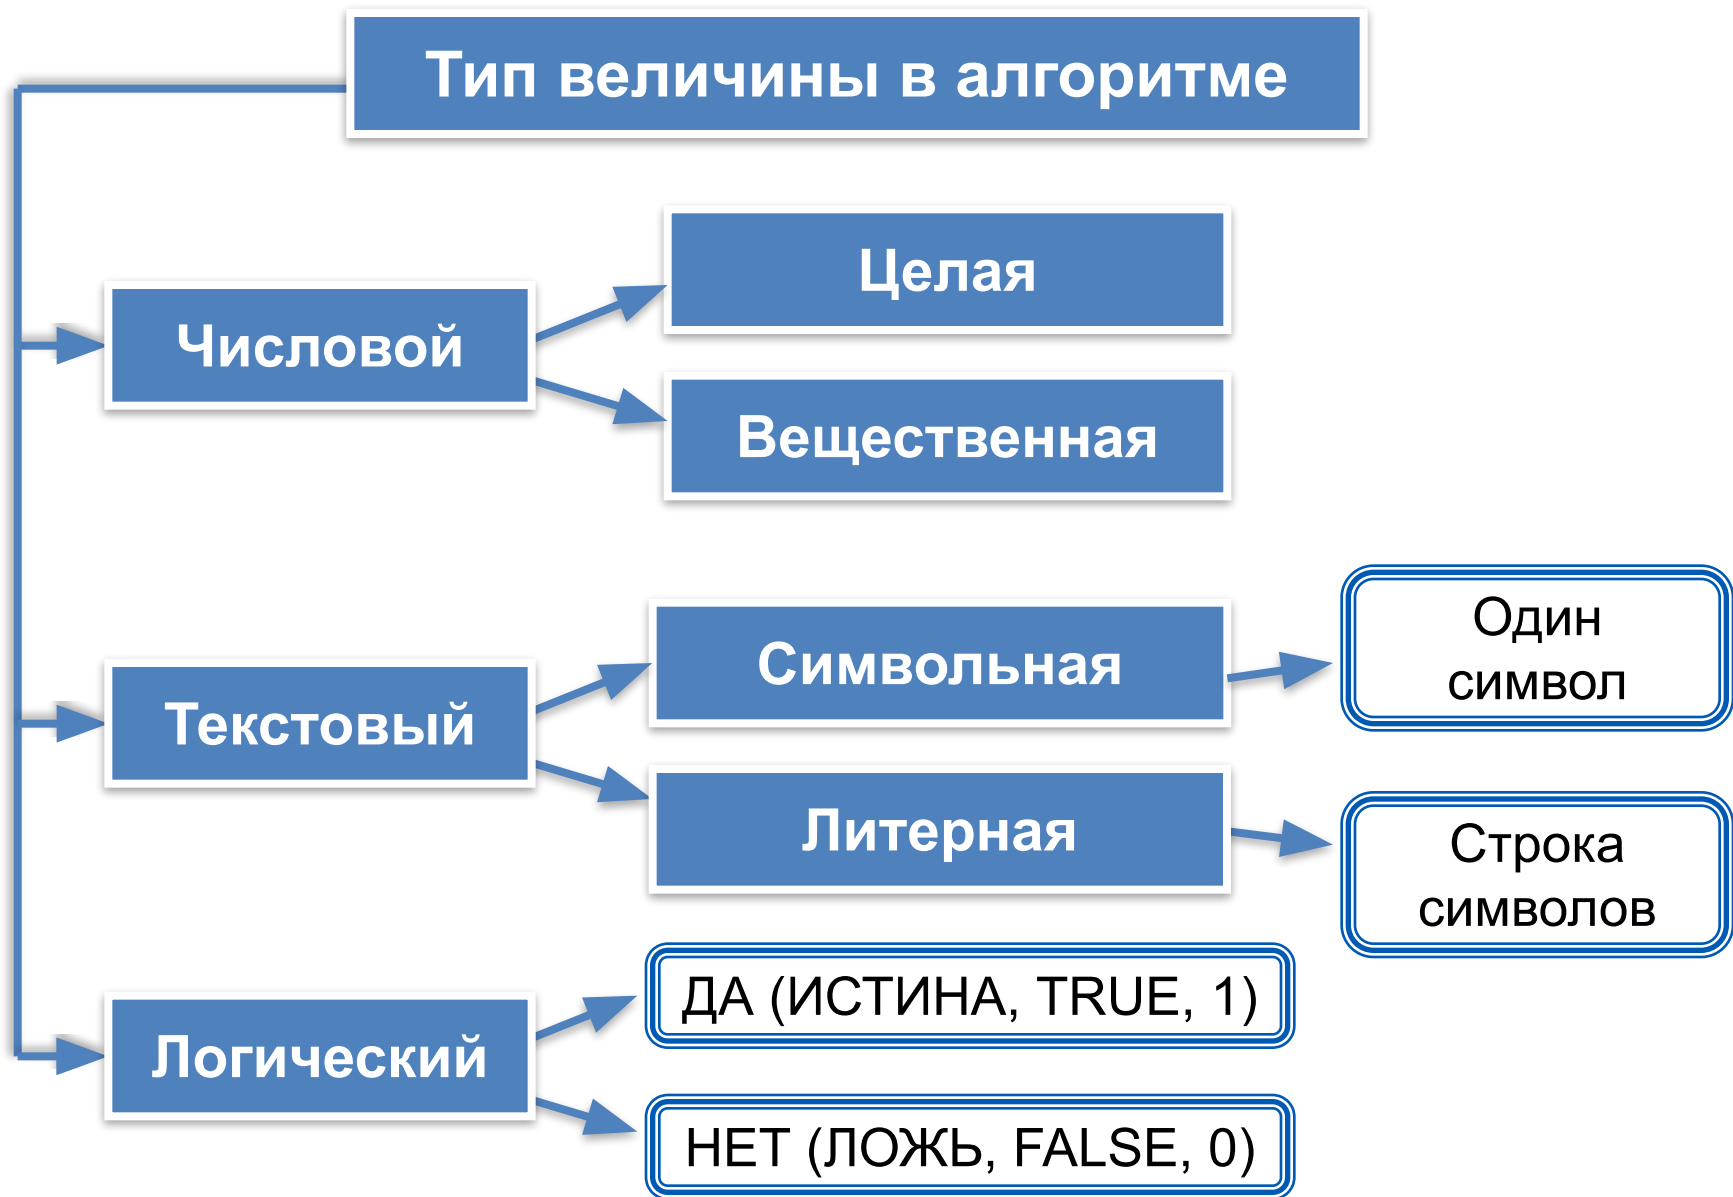 Тип величины в алгоритме
Числовой
Целая
Вещественная
Текстовый
Символьная
Один
символ
Литерная
Строка
символов
Логический
ДА (ИСТИНА, TRUE, 1)
НЕТ (ЛОЖЬ, FALSE, 0)